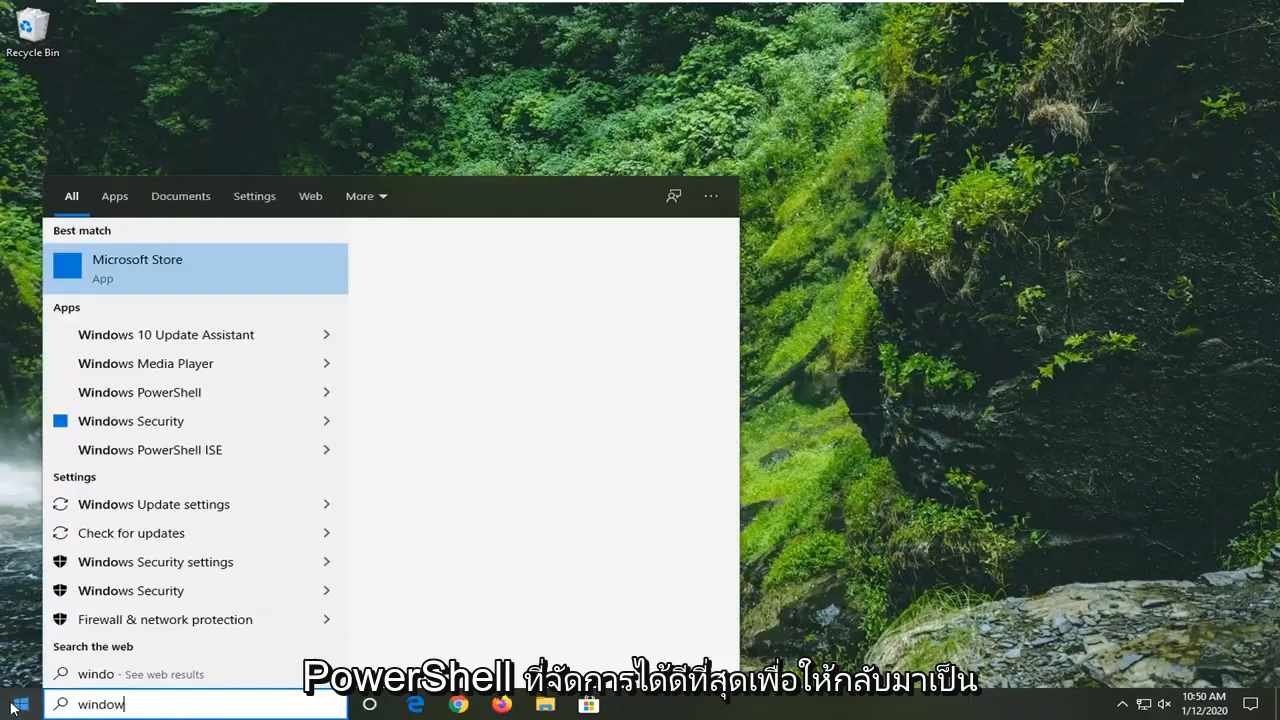 Recycle Bin
All Apps Documents Settings Web More
Best match
Microsoft Store
App
Apps
Windows 10 Update Assistant
Windows Media Player
Windows PowerShell
Windows Security
Windows PowerShell ISE
Settings
Windows Update settings
Check for updates
Windows Security settings
Windows Security
Firewall & network protection
Search the web
windo - See web results
PowerShell ที่จัดการได้ดีที่สุดเพื่อให้กลับมาเป็น
window
10:50 AM
1/12/2020